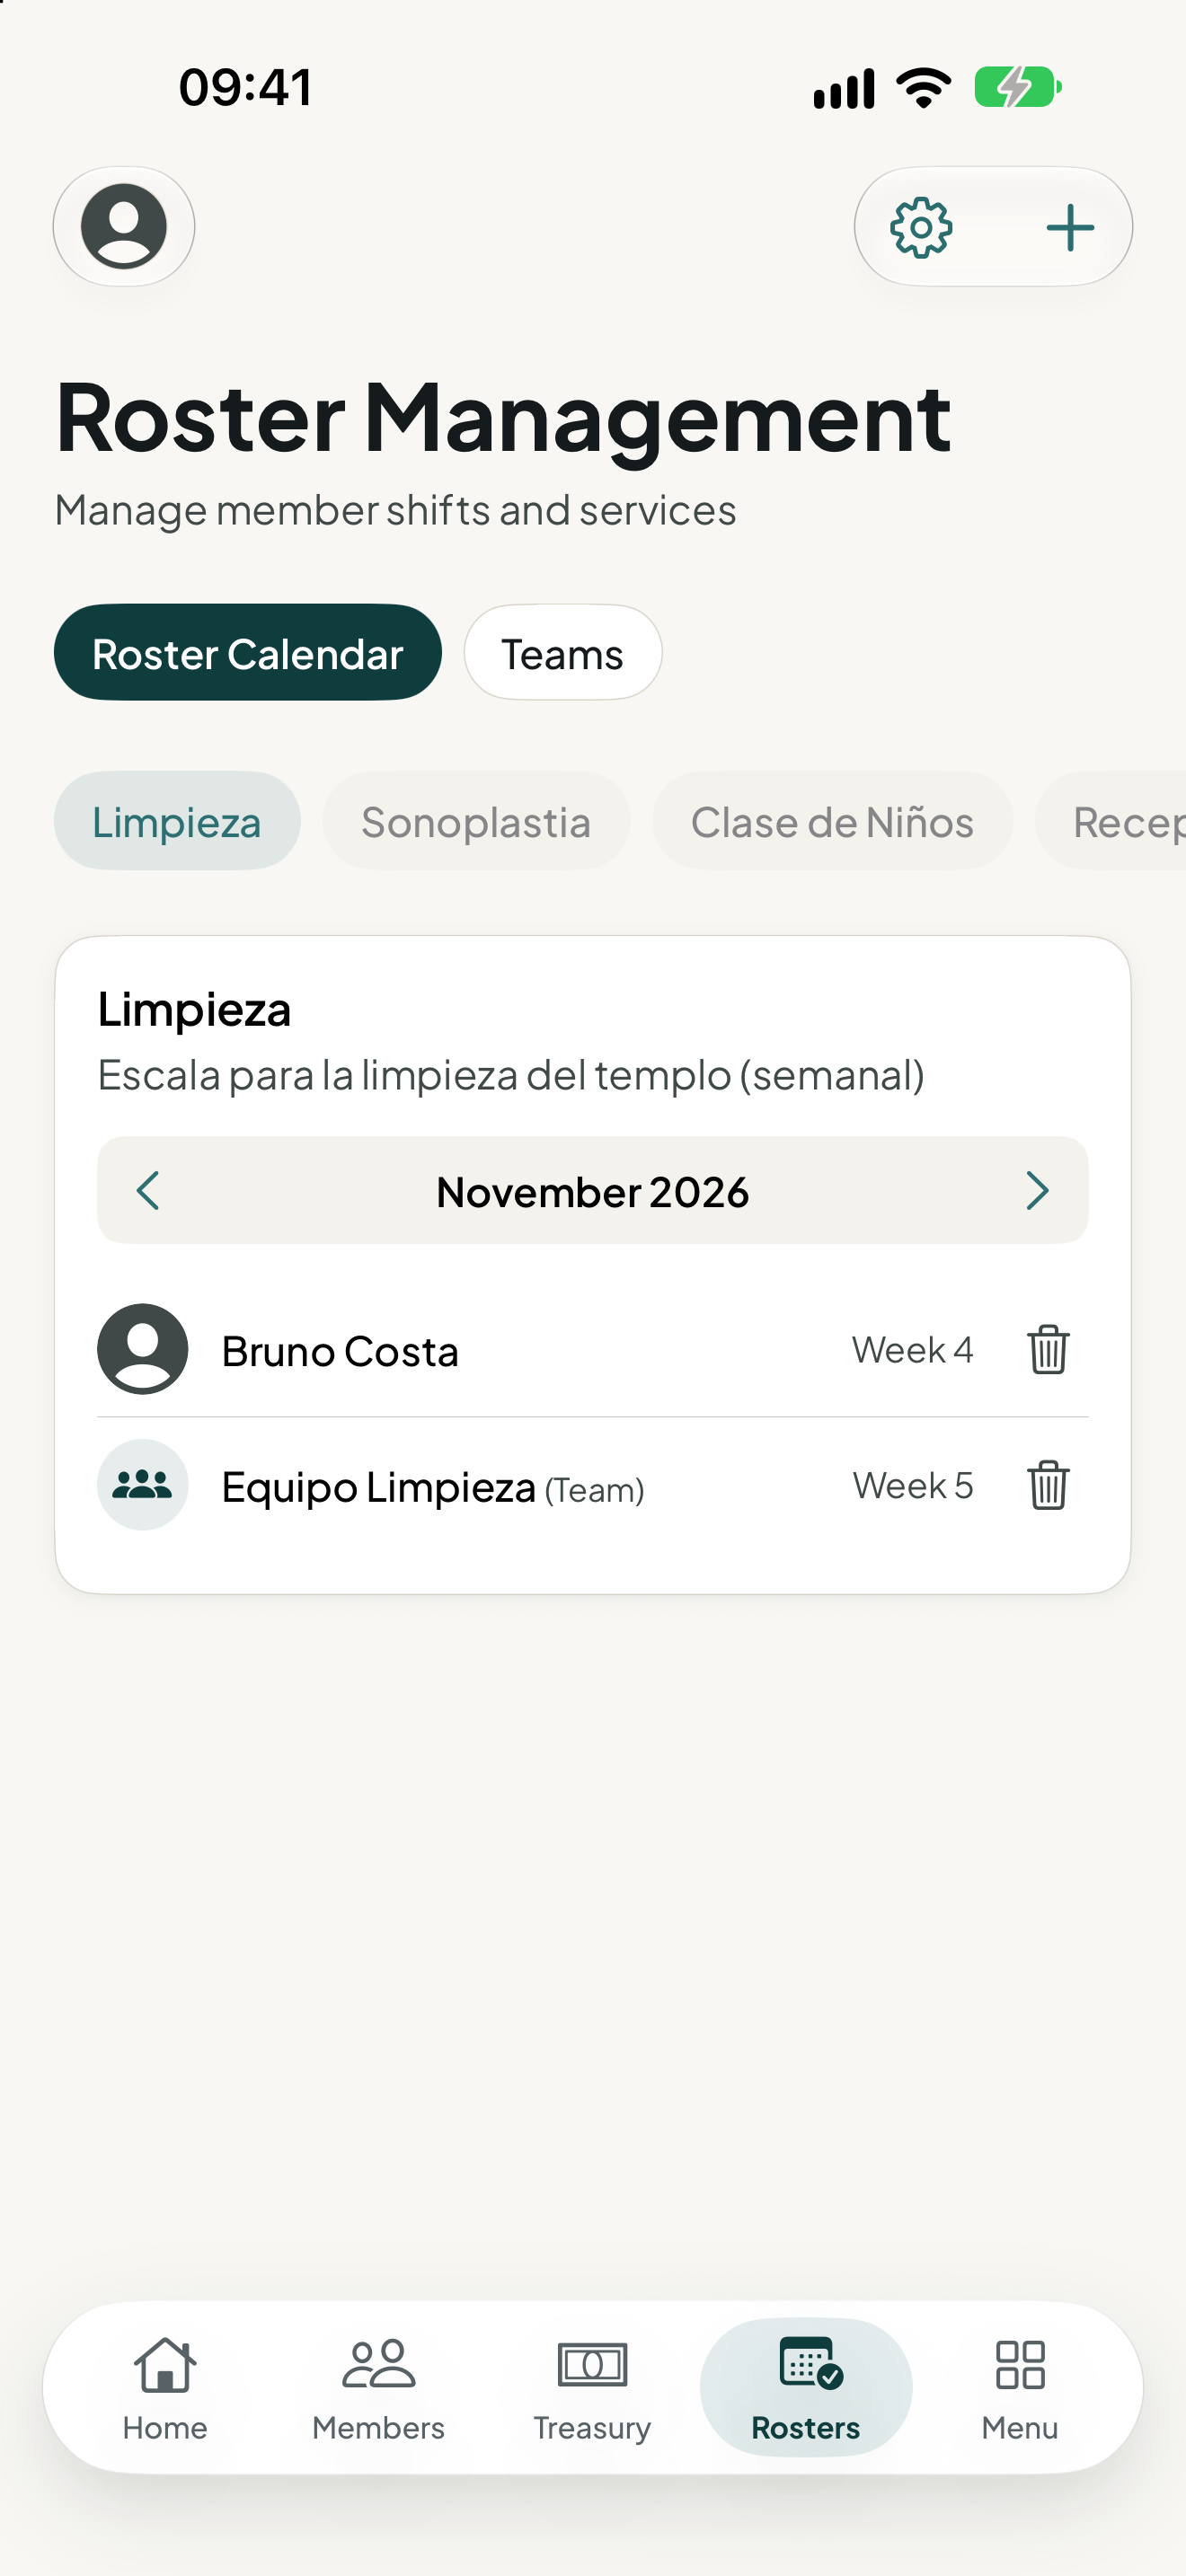 09:41
Roster Management
Manage member shifts and services
Roster Calendar Teams
Limpieza Sonoplastia Clase de Niños Recep
Limpieza
Escala para la limpieza del templo (semanal)
November 2026
Bruno Costa Week 4
Equipo Limpieza (Team) Week 5
Home Members Treasury Rosters Menu